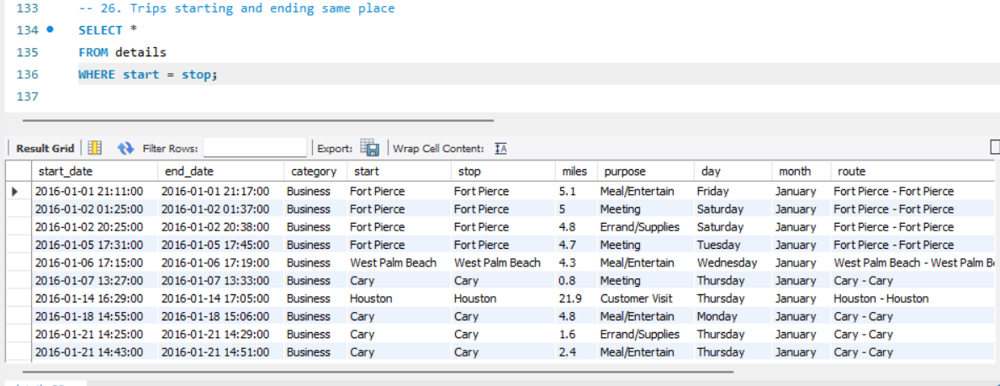 133 -- 26. Trips starting and ending same place
134 SELECT *
135 FROM details
136 WHERE start = stop;
137
Result Grid Filter Rows: Export: Wrap Cell Content:
start_date end_date category start stop miles purpose day month route
2016-01-01 21:11:00 2016-01-01 21:17:00 Business Fort Pierce Fort Pierce 5.1 Meal/Entertain Friday January Fort Pierce - Fort Pierce
2016-01-02 01:25:00 2016-01-02 01:37:00 Business Fort Pierce Fort Pierce 5 Meeting Saturday January Fort Pierce - Fort Pierce
2016-01-02 20:25:00 2016-01-02 20:38:00 Business Fort Pierce Fort Pierce 4.8 Errand/Supplies Saturday January Fort Pierce - Fort Pierce
2016-01-05 17:31:00 2016-01-05 17:45:00 Business Fort Pierce Fort Pierce 4.7 Meeting Tuesday January Fort Pierce - Fort Pierce
2016-01-06 17:15:00 2016-01-06 17:19:00 Business West Palm Beach West Palm Beach 4.3 Meal/Entertain Wednesday January West Palm Beach - West Palm
2016-01-07 13:27:00 2016-01-07 13:33:00 Business Cary Cary 0.8 Meeting Thursday January Cary - Cary
2016-01-14 16:29:00 2016-01-14 17:05:00 Business Houston Houston 21.9 Customer Visit Thursday January Houston - Houston
2016-01-18 14:55:00 2016-01-18 15:06:00 Business Cary Cary 4.8 Meal/Entertain Monday January Cary - Cary
2016-01-21 14:25:00 2016-01-21 14:29:00 Business Cary Cary 1.6 Errand/Supplies Thursday January Cary - Cary
2016-01-21 14:43:00 2016-01-21 14:51:00 Business Cary Cary 2.4 Meal/Entertain Thursday January Cary - Cary